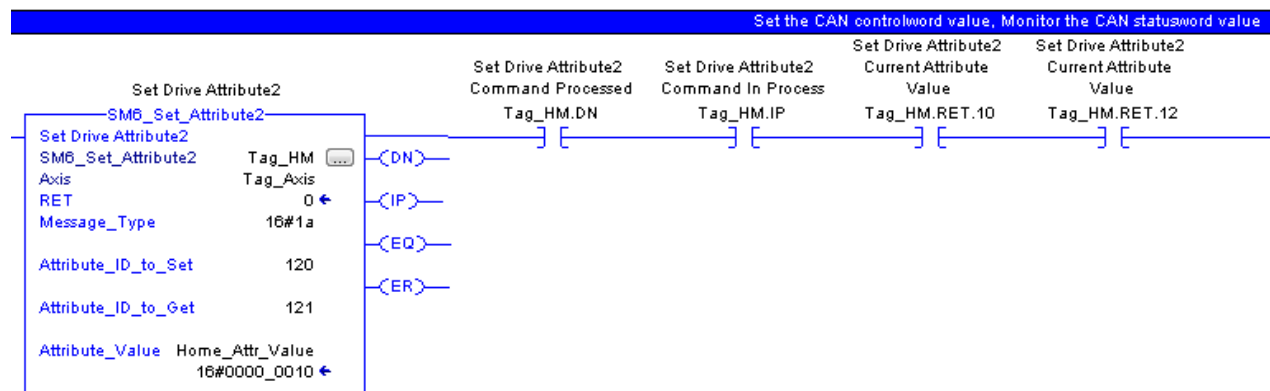 Set the CAN controlword value, Monitor the CAN statusword value
Set Drive Attribute2
SM6_Set_Attribute2
Set Drive Attribute2
SM6_Set_Attribute2 Tag_HM ...
Axis Tag_Axis
RET 0
Message_Type 16#1a
Attribute_ID_to_Set 120
Attribute_ID_to_Get 121
Attribute_Value Home_Attr_Value
16#0000_0010
DN
IP
EQ
ER
Set Drive Attribute2
Command Processed
Tag_HM.DN
Set Drive Attribute2
Command In Process
Tag_HM.IP
Set Drive Attribute2
Current Attribute
Value
Tag_HM.RET.10
Set Drive Attribute2
Current Attribute
Value
Tag_HM.RET.12